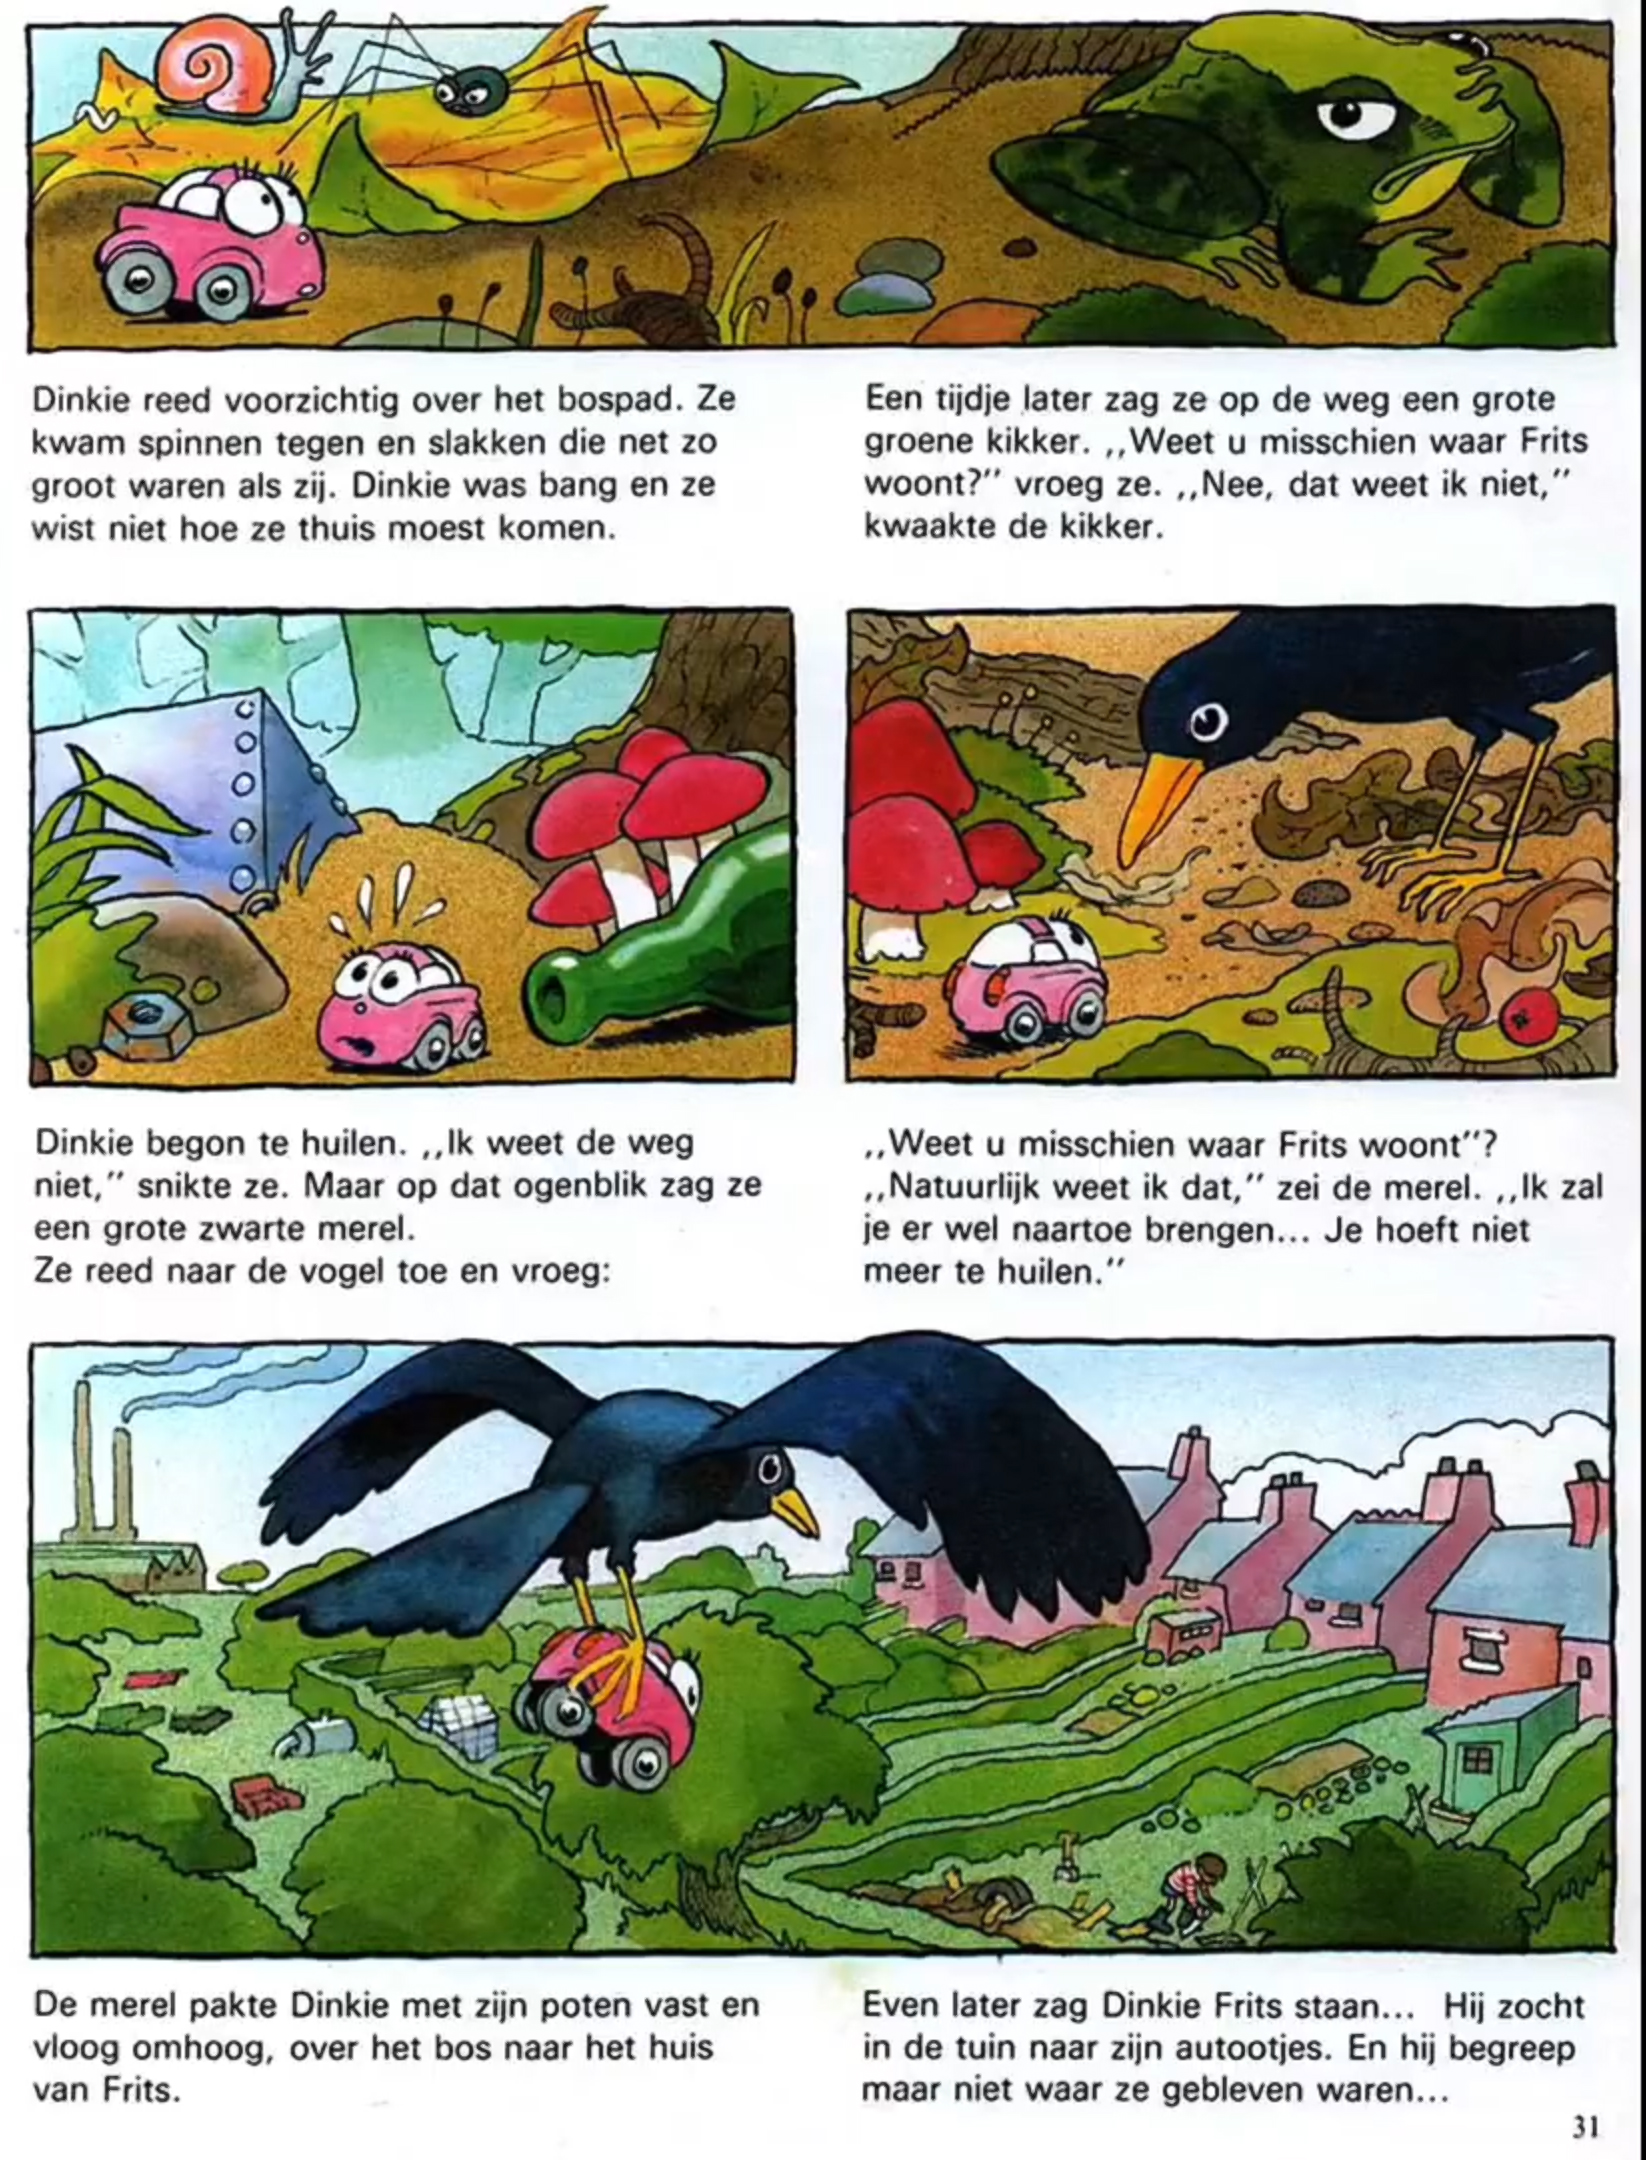 Dinkie reed voorzichtig over het bospad. Ze
kwam spinnen tegen en slakken die net zo
groot waren als zij. Dinkie was bang en ze
wist niet hoe ze thuis moest komen.
Een tijdje later zag ze op de weg een grote
groene kikker. ,,Weet u misschien waar Frits
woont?" vroeg ze. ,,Nee, dat weet ik niet,"
kwaakte de kikker.
Dinkie begon te huilen. ,,Ik weet de weg
niet," snikte ze. Maar op dat ogenblik zag ze
een grote zwarte merel.
Ze reed naar de vogel toe en vroeg:
,,Weet u misschien waar Frits woont"?
,,Natuurlijk weet ik dat," zei de merel. ,,Ik zal
je er wel naartoe brengen... Je hoeft niet
meer te huilen."
De merel pakte Dinkie met zijn poten vast en
vloog omhoog, over het bos naar het huis
van Frits.
Even later zag Dinkie Frits staan... Hij zocht
in de tuin naar zijn autootjes. En hij begreep
maar niet waar ze gebleven waren...
31